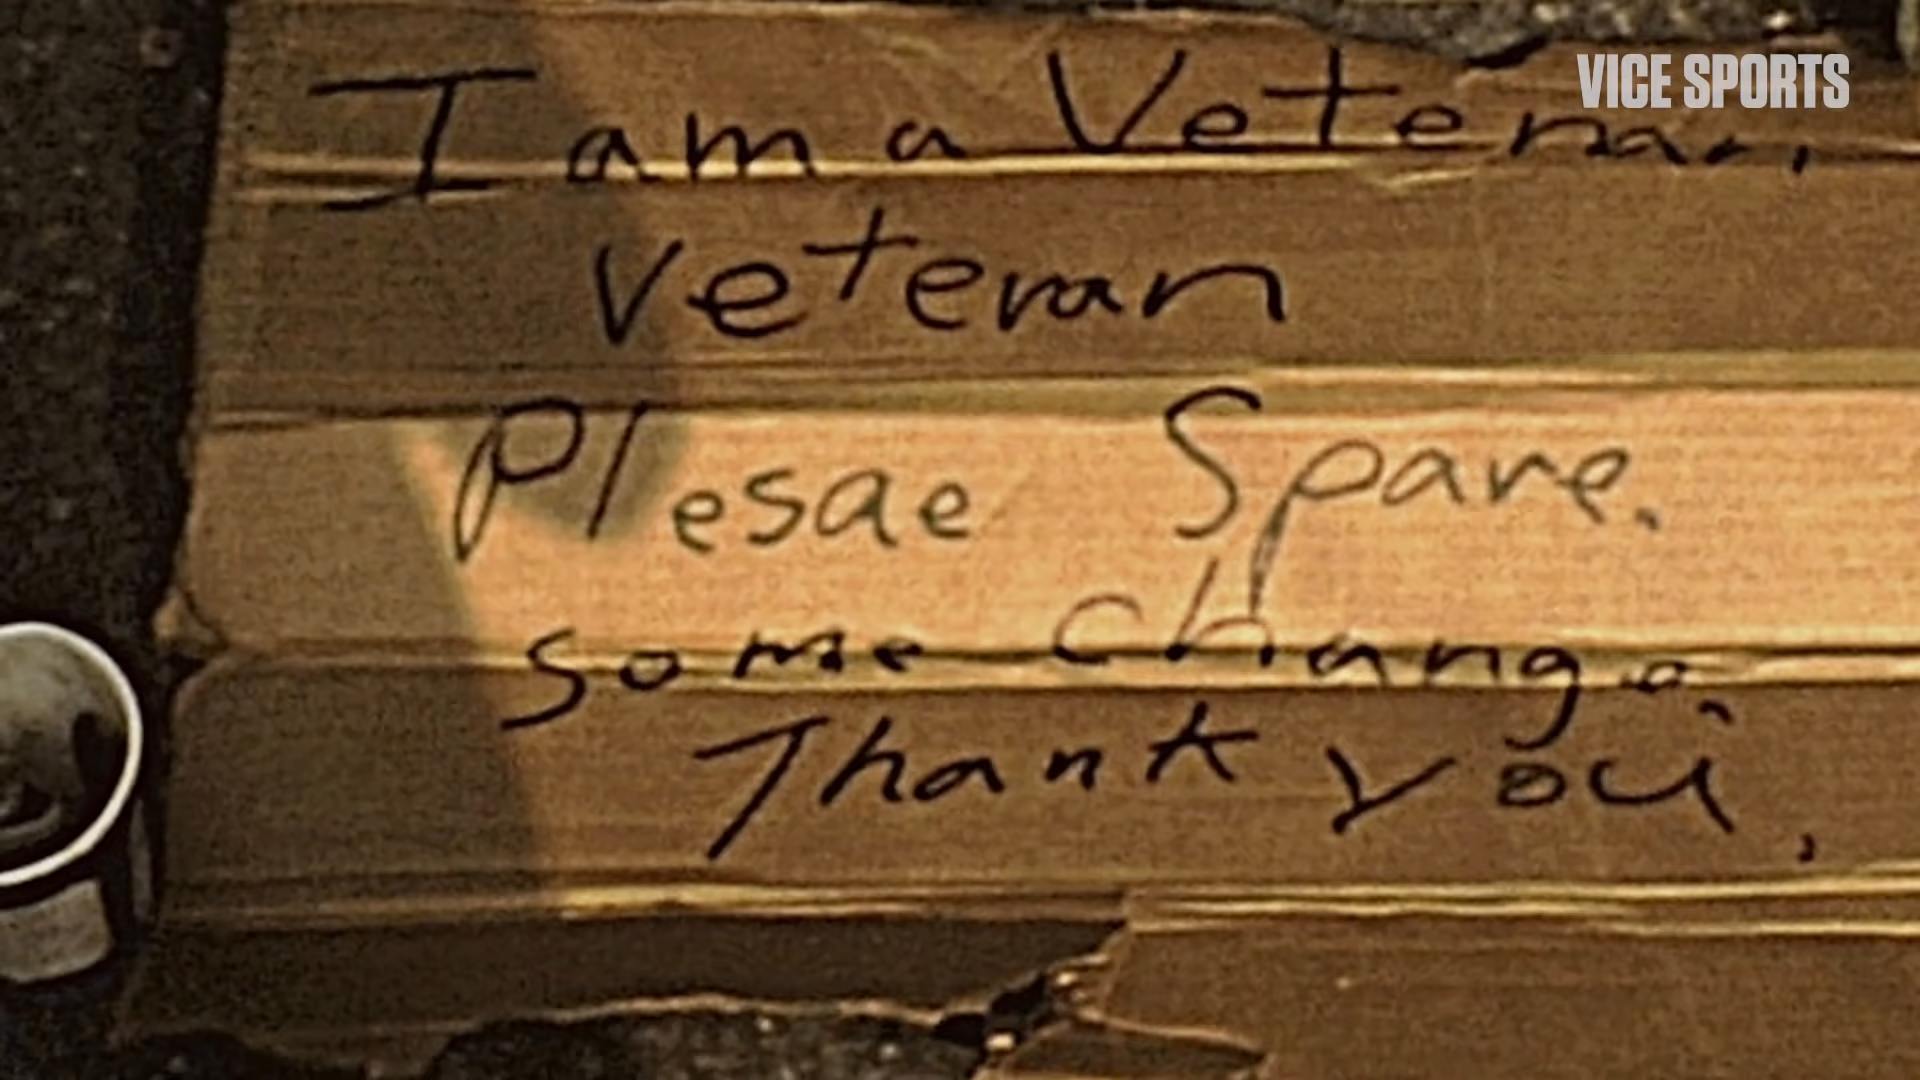 VICE SPORTS
I am a Veteran.
Veteran
Plesae Spare.
some change.
Thank you.